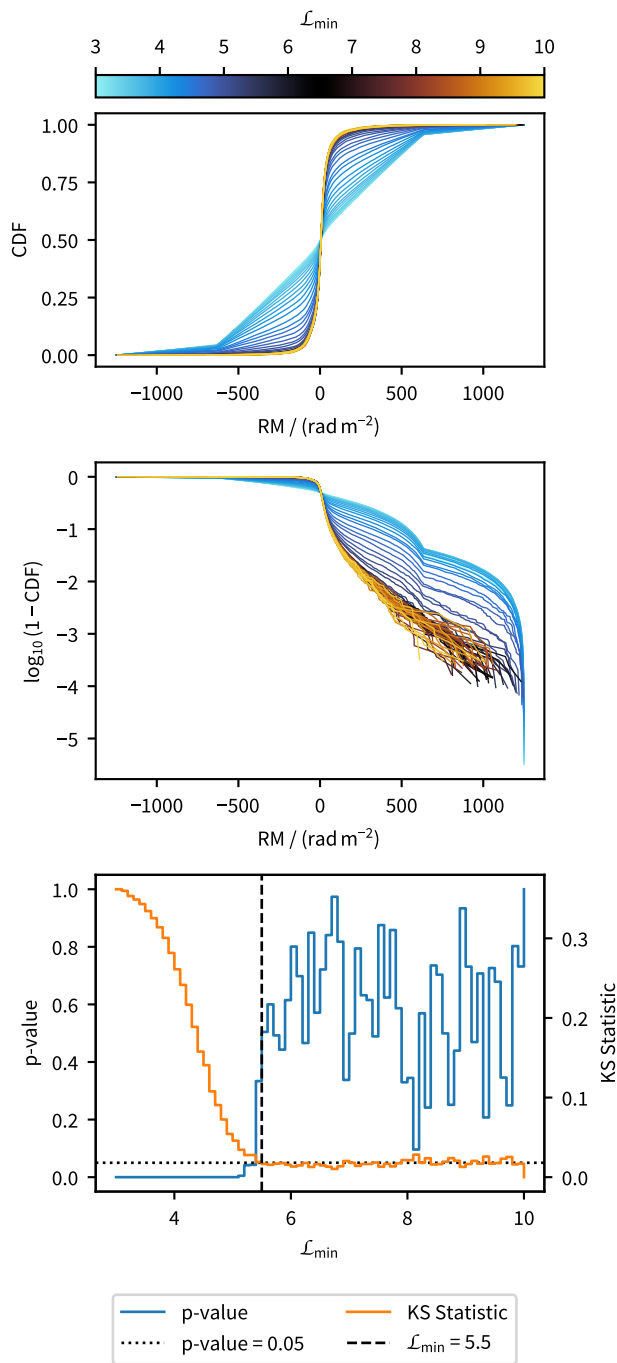 ℒmin
3 4 5 6 7 8 9 10
1.00
0.75
0.50
0.25
0.00
CDF
−1000 −500 0 500 1000
RM / (rad m⁻²)
0
−1
−2
−3
−4
−5
log₁₀ (1−CDF)
−1000 −500 0 500 1000
RM / (rad m⁻²)
1.0
0.8
0.6
0.4
0.2
0.0
p-value
0.3
0.2
0.1
0.0
KS Statistic
4 6 8 10
ℒmin
p-value KS Statistic
p-value = 0.05 ℒmin = 5.5